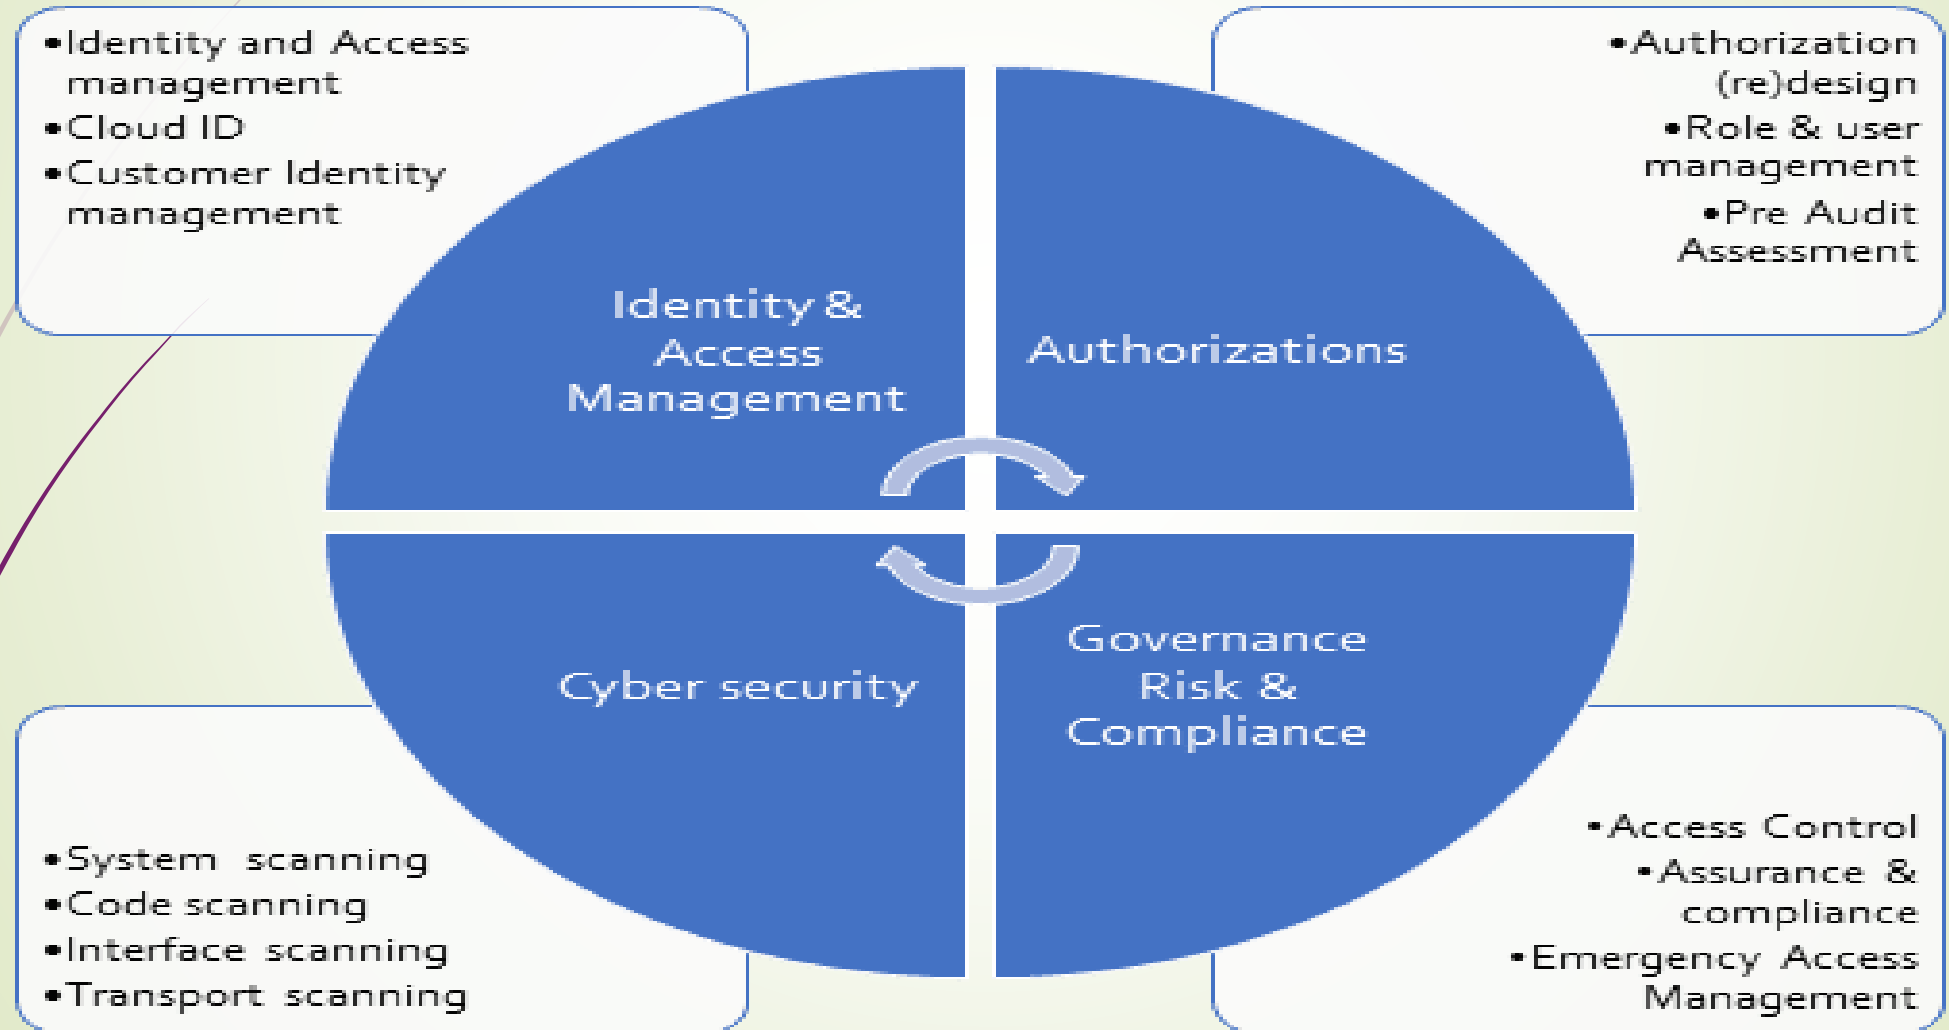 •Identity and Access
management
•Cloud ID
•Customer Identity
management
•Authorization
(re)design
•Role & user
management
•Pre Audit
Assessment
Identity &
Access
Management
Authorizations
Cyber security
Governance
Risk &
Compliance
•System scanning
•Code scanning
•Interface scanning
•Transport scanning
•Access Control
•Assurance &
compliance
•Emergency Access
Management